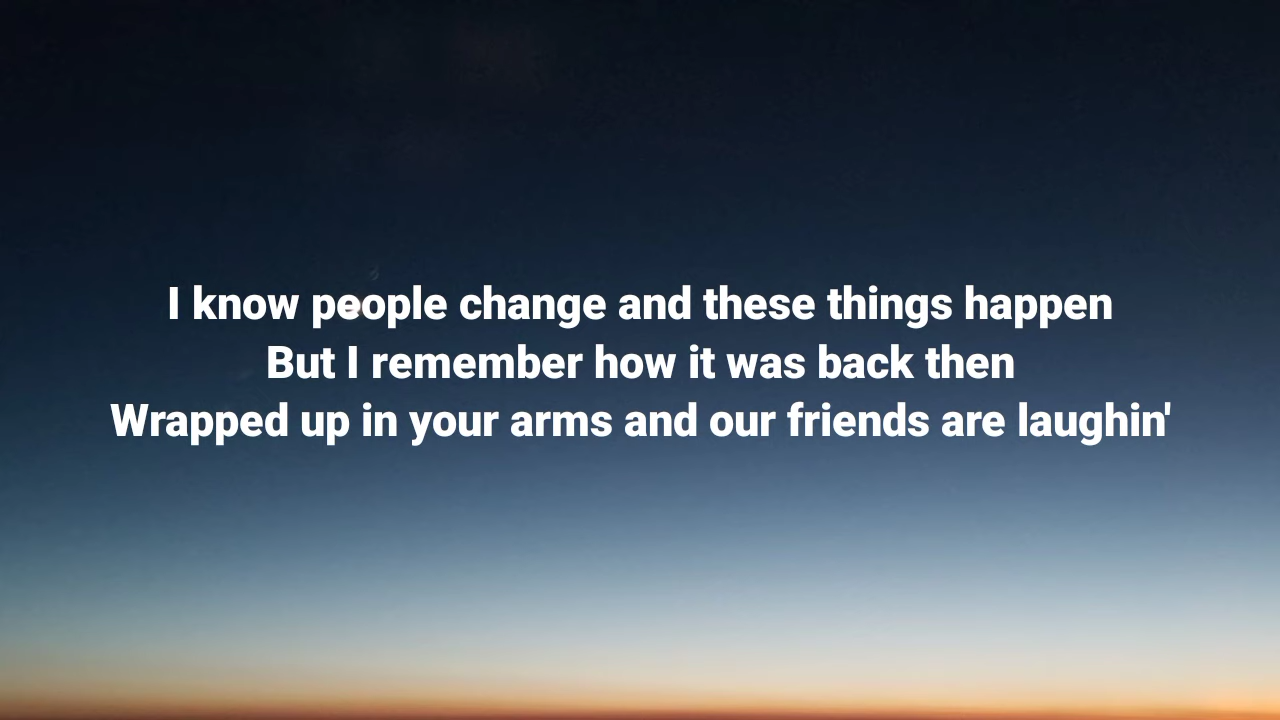 I know people change and these things happen
But I remember how it was back then
Wrapped up in your arms and our friends are laughin'